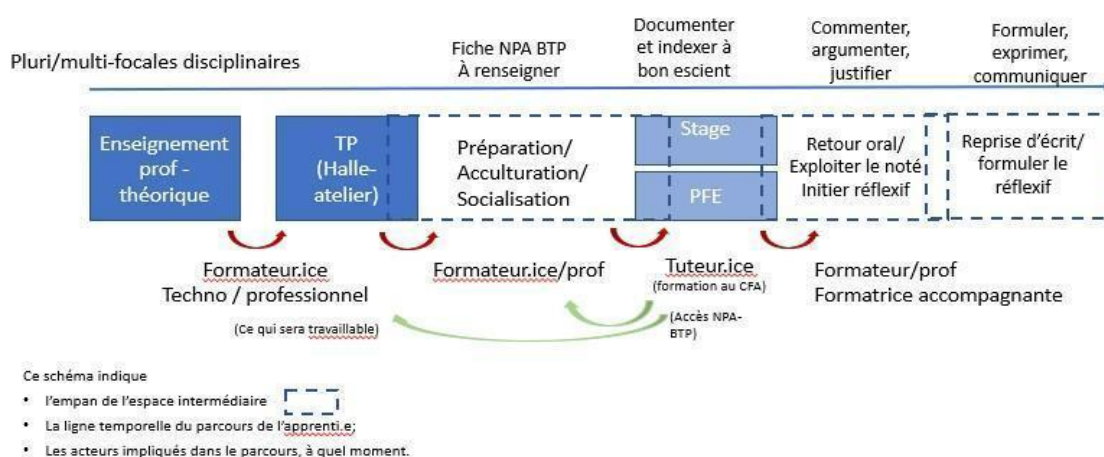 Pluri/multi-focales disciplinaires
Fiche NPA BTP
À renseigner
Documenter
et indexer à
bon escient
Commenter,
argumenter,
justifier
Formuler,
exprimer,
communiquer
Enseignement
prof -
théorique
TP
(Halle-
atelier)
Préparation/
Acculturation/
Socialisation
Stage
PFE
Retour oral/
Exploiter le noté
Initier réflexif
Reprise d'écrit/
formuler le
réflexif
Formateur.ice
Techno / professionnel
(Ce qui sera travaillable)
Formateur.ice/prof
Tuteur.ice
(formation au CFA)
(Accès NPA-
BTP)
Formateur/prof
Formatrice accompagnante
Ce schéma indique
• l'empan de l'espace intermédiaire
• La ligne temporelle du parcours de l'apprenti.e;
• Les acteurs impliqués dans le parcours, à quel moment.